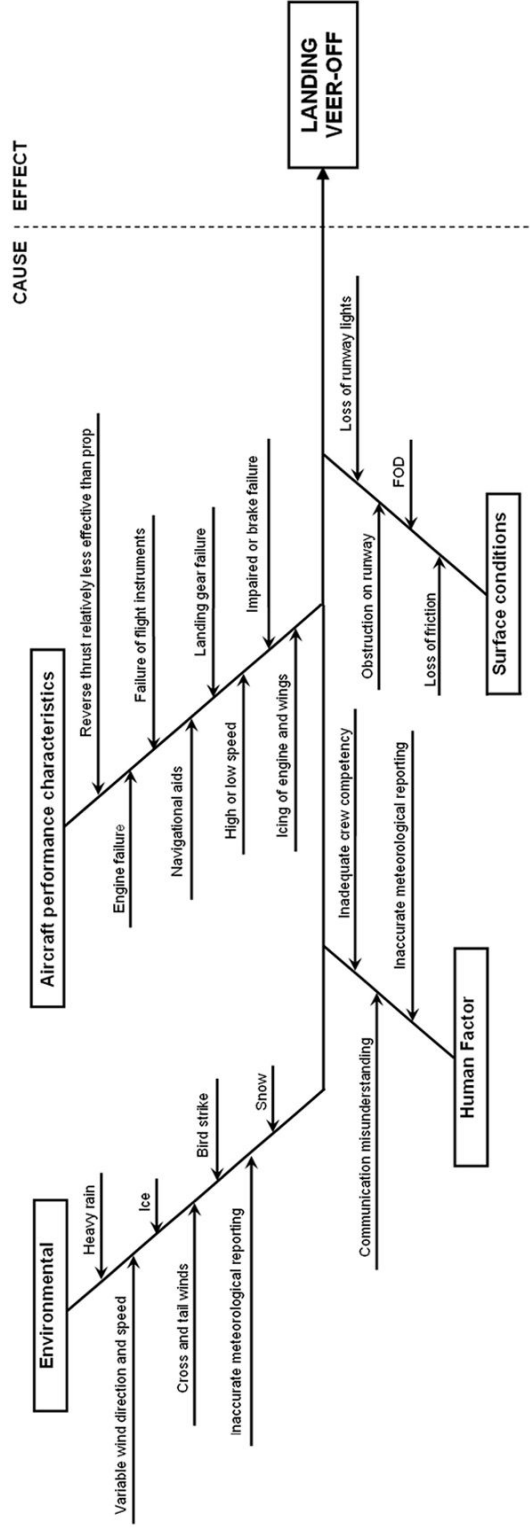 CAUSE
EFFECT
LANDING
VEER-OFF
Environmental
Heavy rain
Variable wind direction and speed
Ice
Cross and tail winds
Bird strike
Inaccurate meteorological reporting
Snow
Aircraft performance characteristics
Reverse thrust relatively less effective than prop
Engine failure
Failure of flight instruments
Navigational aids
Landing gear failure
High or low speed
Impaired or brake failure
Icing of engine and wings
Human Factor
Inadequate crew competency
Communication misunderstanding
Inaccurate meteorological reporting
Surface conditions
Loss of runway lights
Obstruction on runway
FOD
Loss of friction